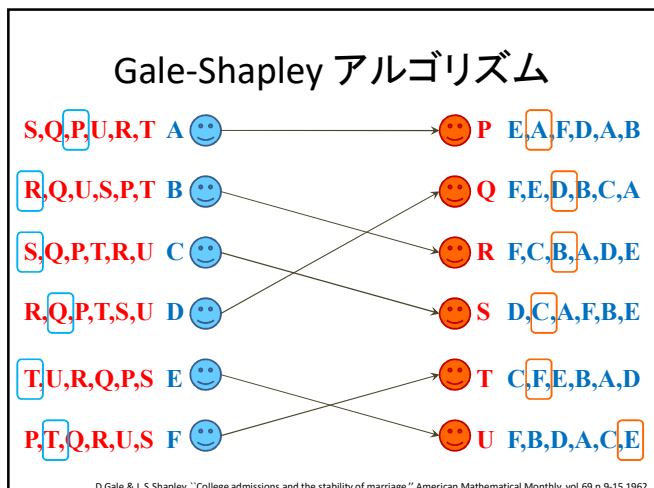 Gale-Shapley アルゴリズム
S,Q,P,U,R,T A P E,A,F,D,A,B
R,Q,U,S,P,T B Q F,E,D,B,C,A
S,Q,P,T,R,U C R F,C,B,A,D,E
R,Q,P,T,S,U D S D,C,A,F,B,E
T,U,R,Q,P,S E T C,F,E,B,A,D
P,T,Q,R,U,S F U F,B,D,A,C,E
D.Gale & L.S.Shapley, ``College admissions and the stability of marriage,'' American Mathematical Monthly, vol.69,p.9-15,1962